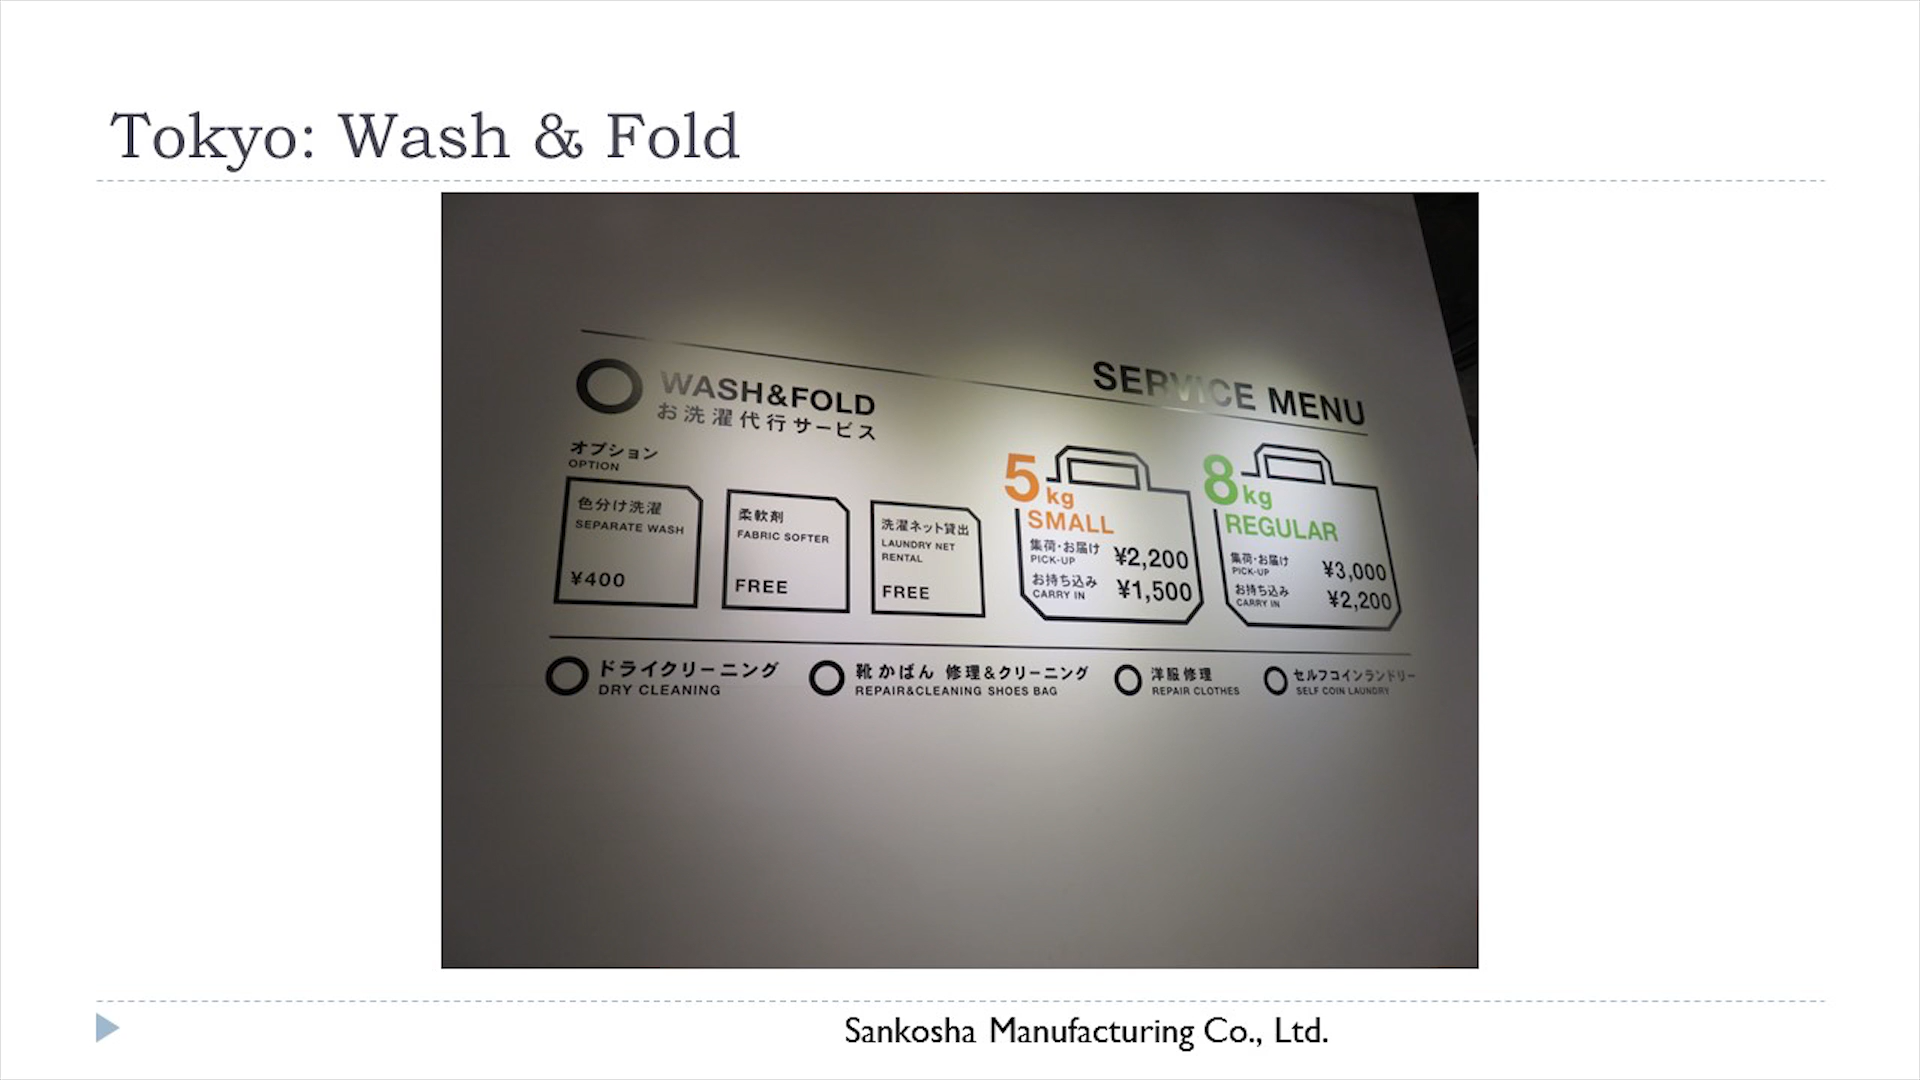 Tokyo: Wash & Fold
SERVICE MENU
WASH&FOLD
お洗濯代行サービス
オプション
OPTION
色分け洗濯
SEPARATE WASH
¥400
柔軟剤
FABRIC SOFTER
FREE
洗濯ネット貸出
LAUNDRY NET
RENTAL
FREE
5kg
SMALL
集荷・お届け
PICK-UP
¥2,200
お持ち込み
CARRY IN
¥1,500
8kg
REGULAR
集荷・お届け
PICK-UP
¥3,000
お持ち込み
CARRY IN
¥2,200
ドライクリーニング
DRY CLEANING
靴 かばん 修理&クリーニング
REPAIR&CLEANING SHOES BAG
洋服修理
REPAIR CLOTHES
セルフコインランドリー
SELF COIN LAUNDRY
Sankosha Manufacturing Co., Ltd.